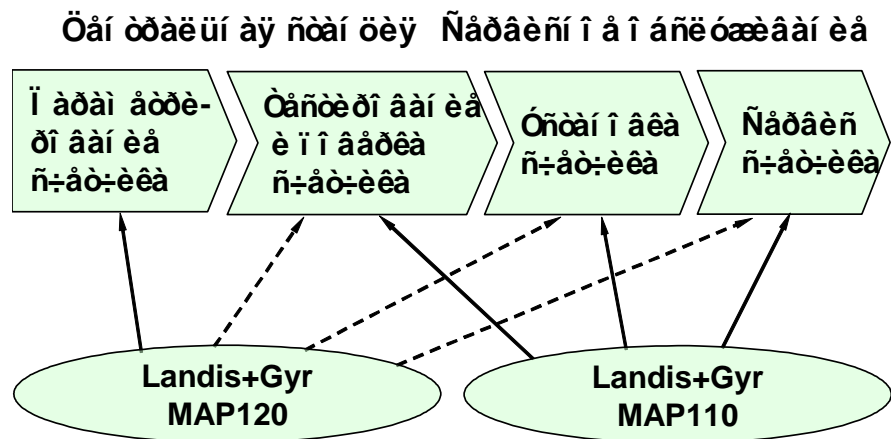 Öåí òðàëüí àÿ ñòàí öèÿ Ñåðâèñí î å î áñëóæèâàí èå
Ï àðàì åòðè-
ðî âàí èå
ñ÷åò÷èêà
Òåñòèðî âàí èå
è ï î âåðêà
ñ÷åò÷èêà
Óñòàí î âêà
ñ÷åò÷èêà
Ñåðâèñ
ñ÷åò÷èêà
Landis+Gyr
MAP120
Landis+Gyr
MAP110